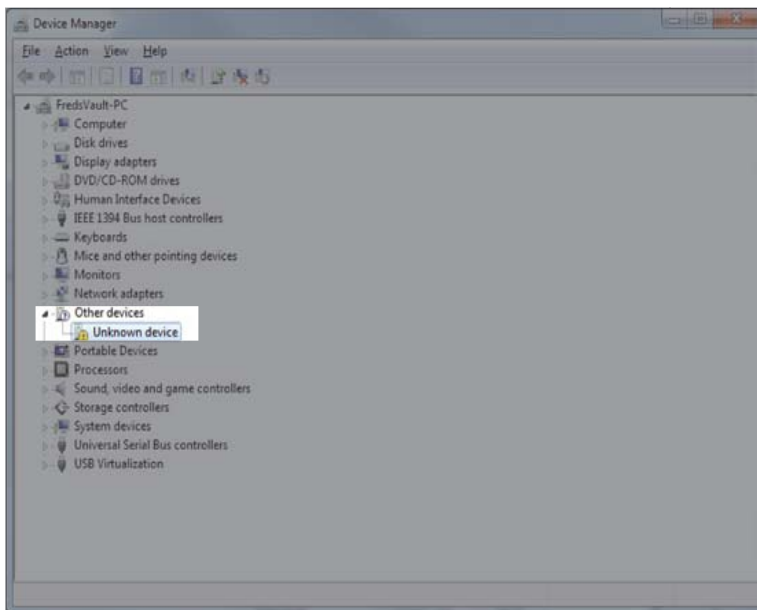 Device Manager
File Action View Help
FredsVault-PC
Computer
Disk drives
Display adapters
DVD/CD-ROM drives
Human Interface Devices
IEEE 1394 Bus host controllers
Keyboards
Mice and other pointing devices
Monitors
Network adapters
Other devices
Unknown device
Portable Devices
Processors
Sound, video and game controllers
Storage controllers
System devices
Universal Serial Bus controllers
USB Virtualization